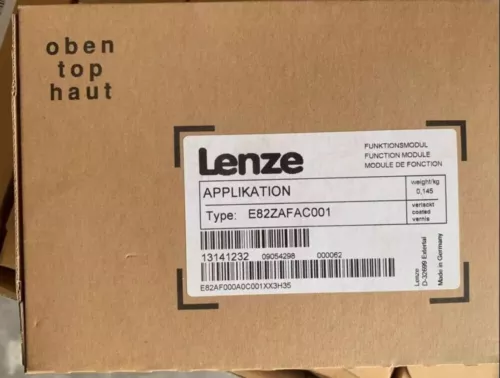 oben
top
haut
Lenze
FUNKTIONSMODUL
FUNCTION MODULE
MODULE DE FONCTION
APPLIKATION
Type: E82ZAFAC001
weight/kg
0,145
verlackt
coated
vernis
13141232 09054298 000062
E82AF000A0C001XX3H35
Lenze
D-32699 Extertal
Made in Germany